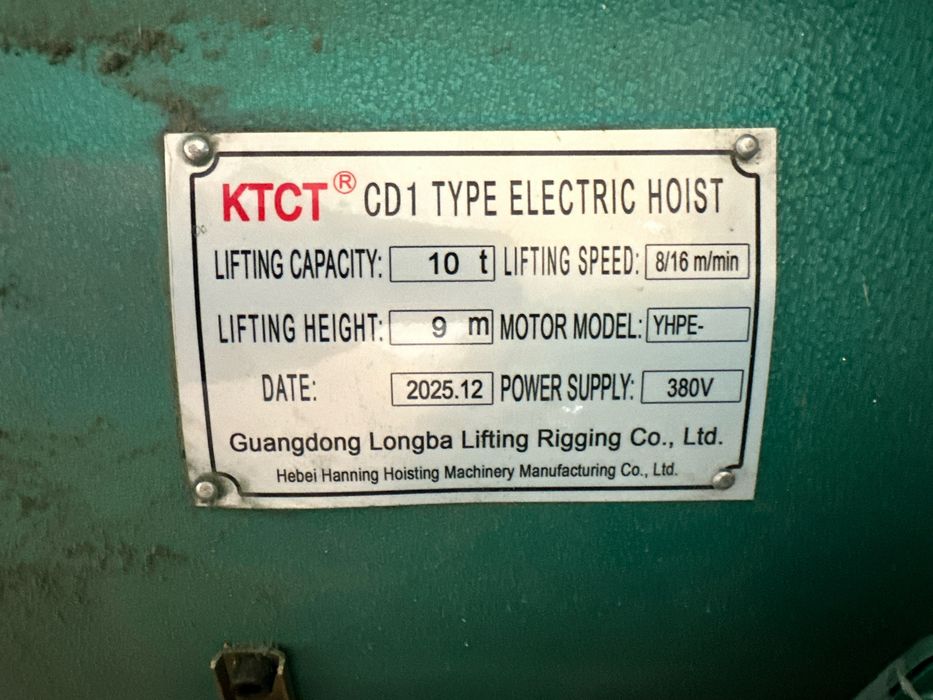 KTCT® CD1 TYPE ELECTRIC HOIST
LIFTING CAPACITY: 10 t LIFTING SPEED: 8/16 m/min
LIFTING HEIGHT: 9 m MOTOR MODEL: YHPE-
DATE: 2025.12 POWER SUPPLY: 380V
Guangdong Longba Lifting Rigging Co., Ltd.
Hebei Hanning Hoisting Machinery Manufacturing Co., Ltd.